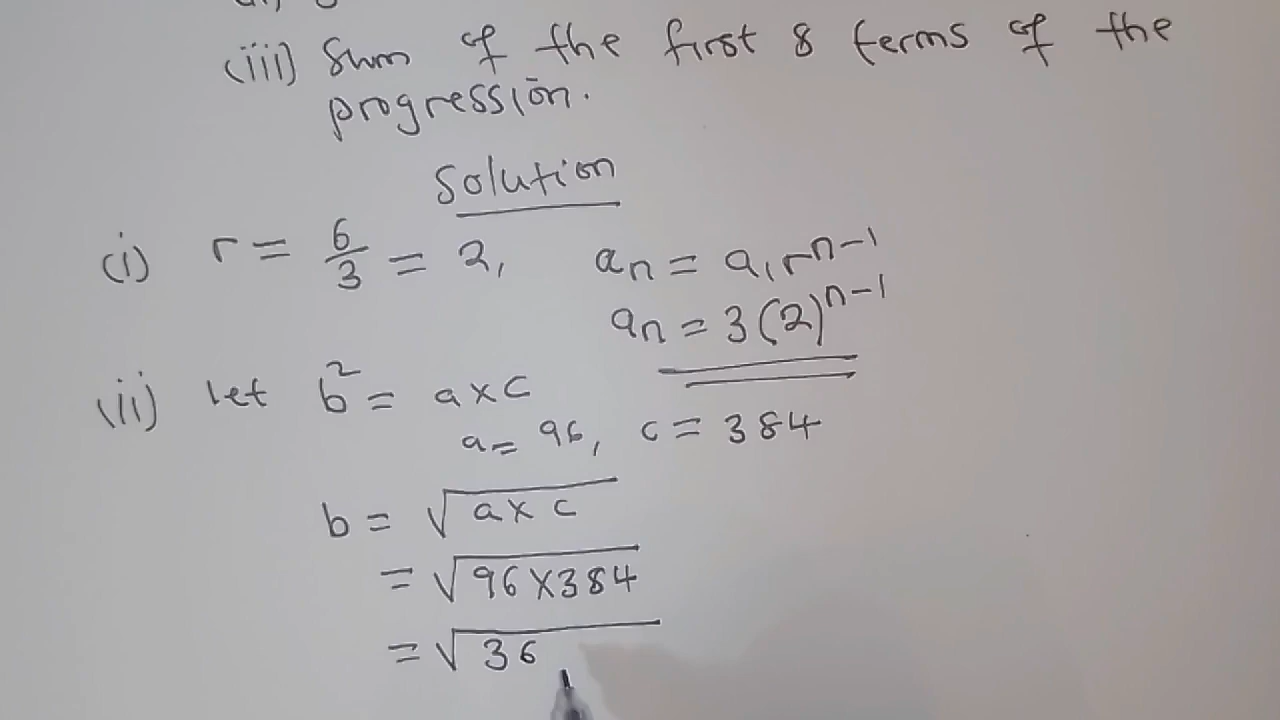 (iii) Sum of the first 8 terms of the
progression.
Solution
(i) r = 6/3 = 2, aₙ = a₁rⁿ⁻¹
aₙ = 3(2)ⁿ⁻¹
(ii) Let b² = a×c
a= 96, c = 384
b = √a×c
= √96×384
= √36